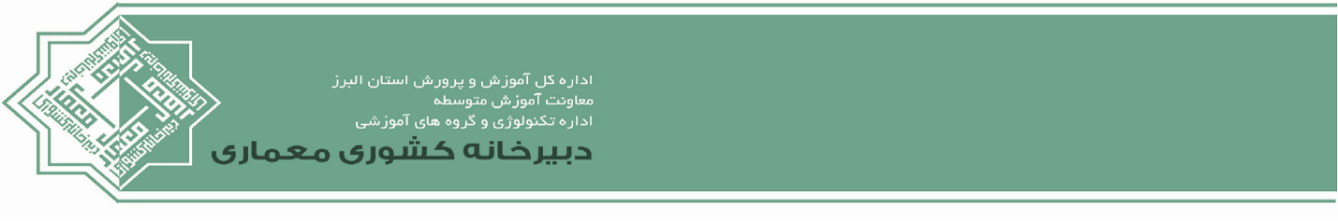 اداره کل آموزش و پرورش استان البرز
معاونت آموزش متوسطه
اداره تکنولوژی و گروه های آموزشی
دبیرخانه کشوری معماری